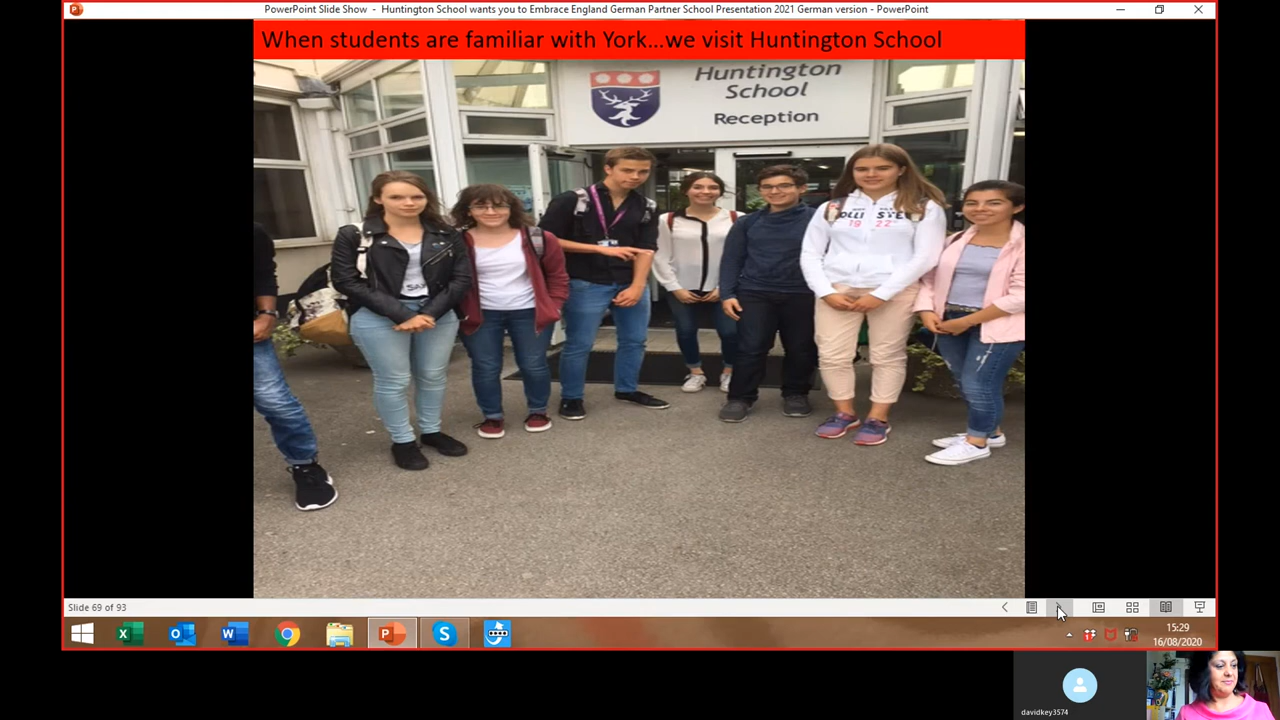 PowerPoint Slide Show - Huntington School wants you to Embrace England German Partner School Presentation 2021 German version - PowerPoint
When students are familiar with York...we visit Huntington School
Huntington
School
Reception
Slide 69 of 93
15:29
16/08/2020
davidkey3574